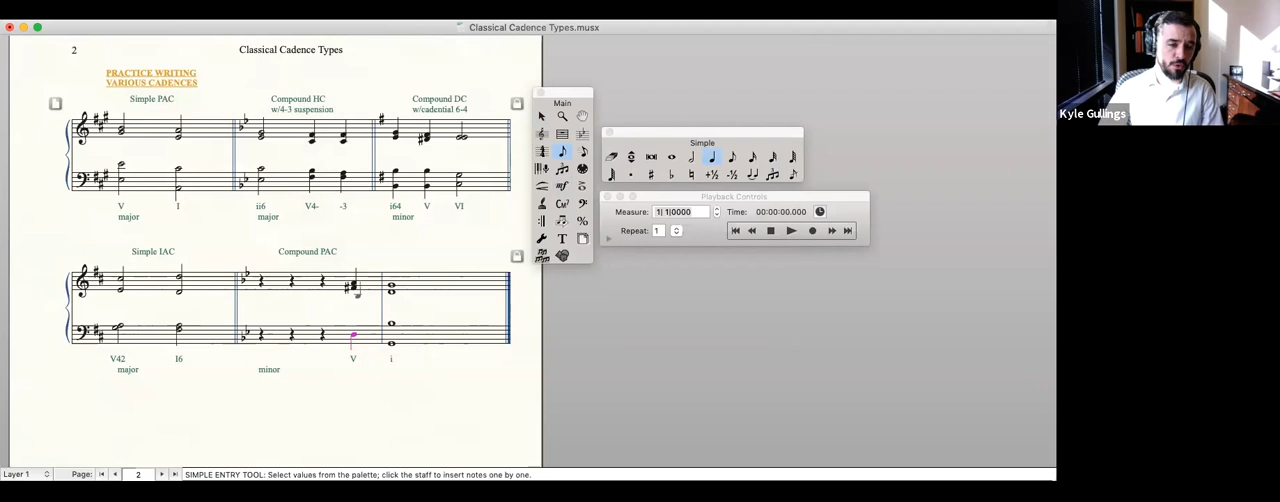 Classical Cadence Types.musx
Kyle Gullings
2 Classical Cadence Types
PRACTICE WRITING
VARIOUS CADENCES
Simple PAC Compound HC Compound DC
w/4-3 suspension w/cadential 6-4
V I ii6 V4- -3 i64 V VI
major major minor
Simple IAC Compound PAC
V42 I6 V i
major minor
Main
Simple
Playback Controls
Measure: 1| 1|0000 Time: 00:00:00.000
Repeat: 1
Layer 1 Page: 2 SIMPLE ENTRY TOOL: Select values from the palette; click the staff to insert notes one by one.